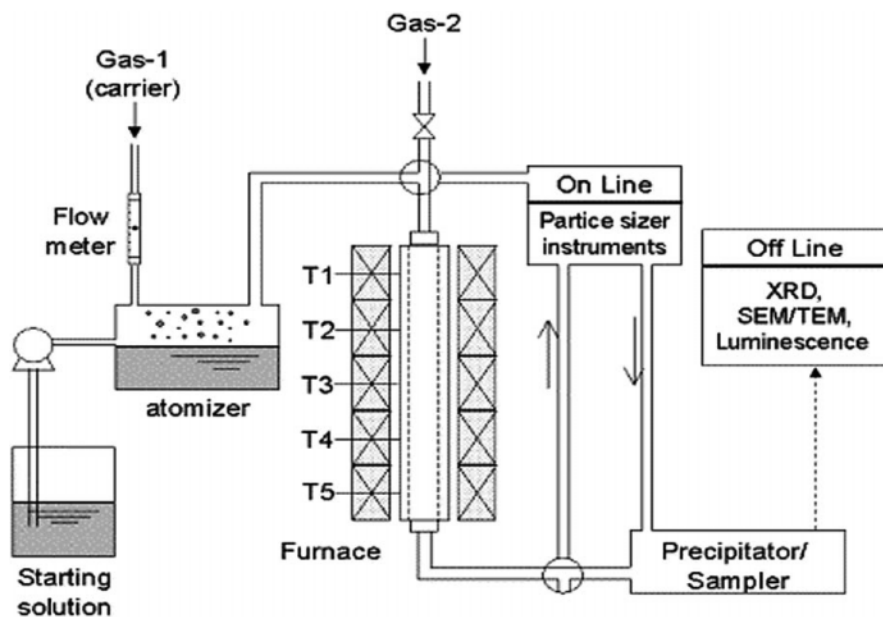 Gas-1
(carrier)
Gas-2
Flow
meter
atomizer
Starting
solution
T1
T2
T3
T4
T5
Furnace
On Line
Partice sizer
instruments
Off Line
XRD,
SEM/TEM,
Luminescence
Precipitator/
Sampler